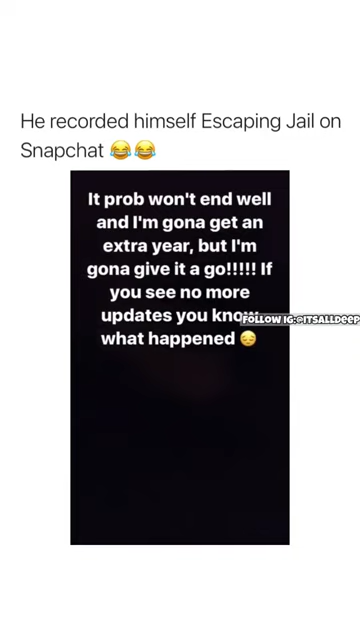 He recorded himself Escaping Jail on
Snapchat 😂😂
It prob won't end well
and I'm gona get an
extra year, but I'm
gona give it a go!!!!! If
you see no more
updates you know
FOLLOW IG:@ITSALLDEEP
what happened 😔